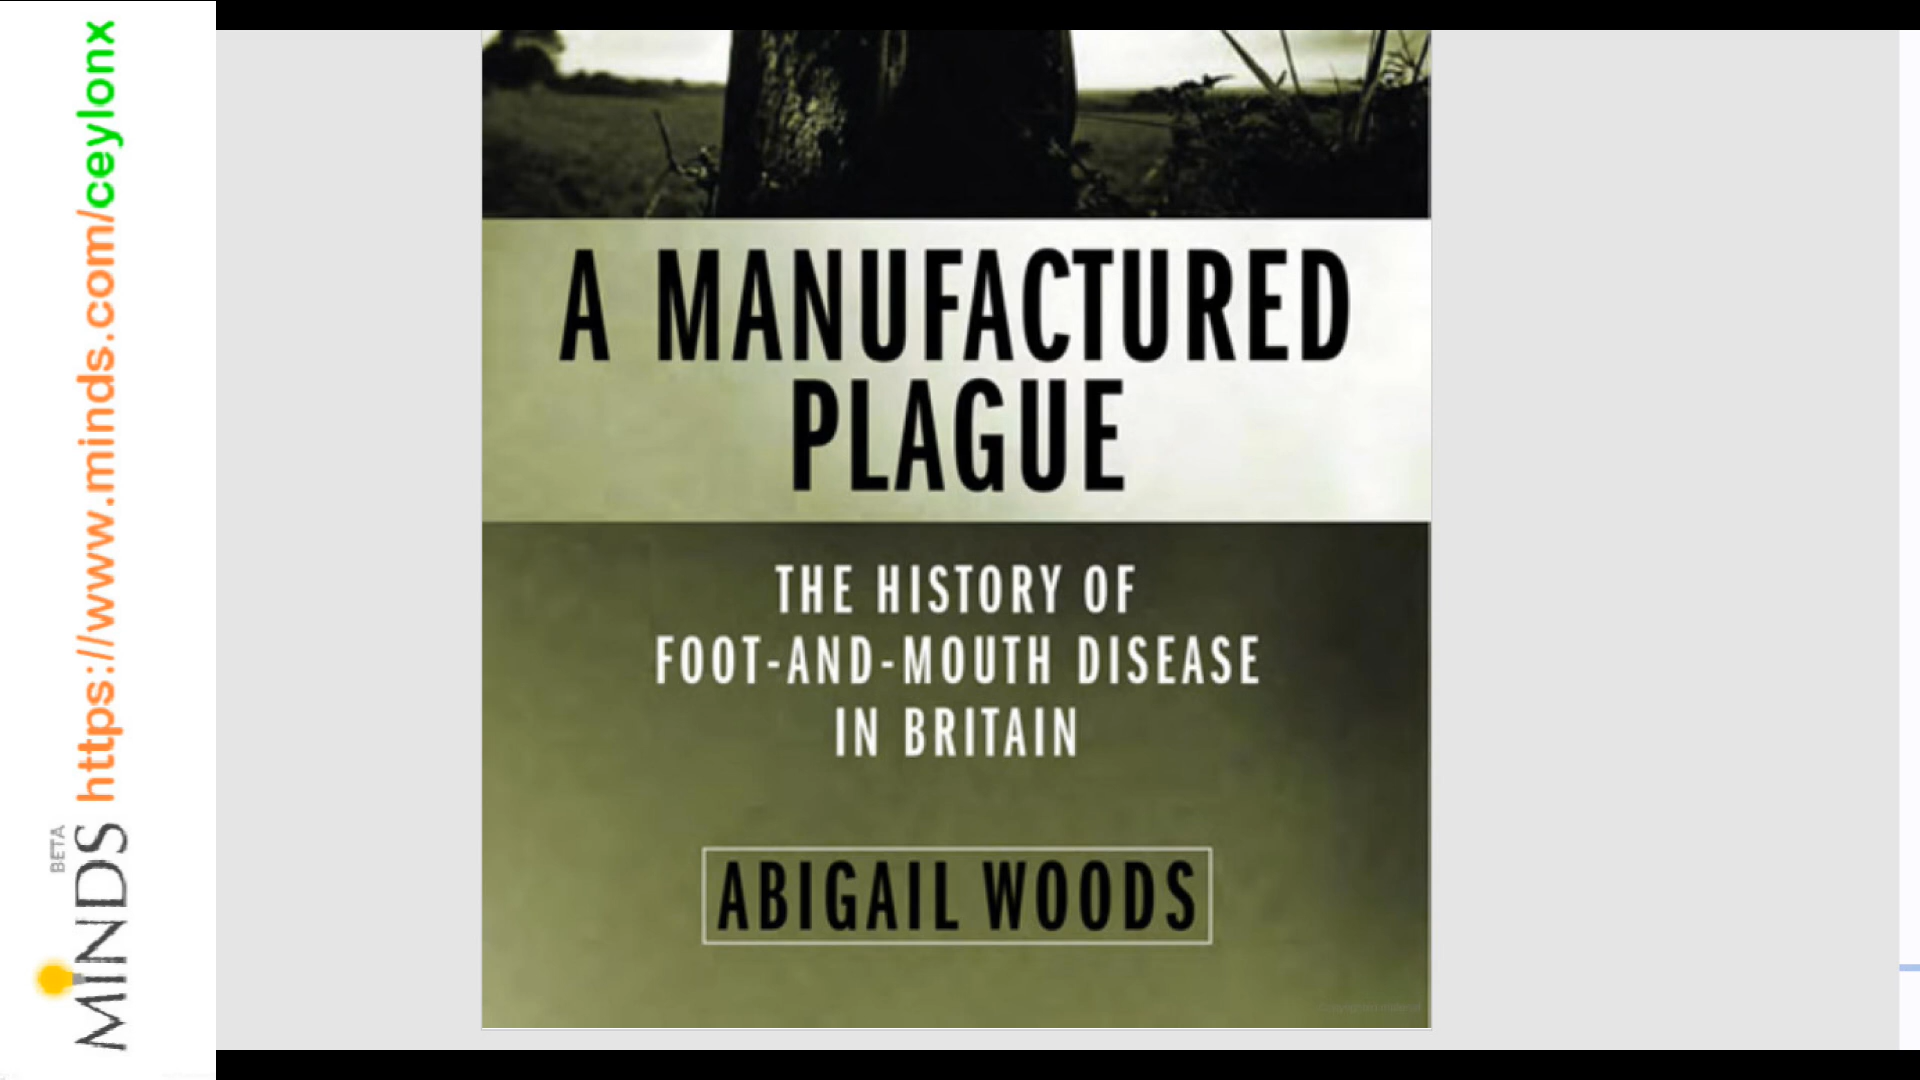 BETA
MINDS https://www.minds.com/ceylonx
A MANUFACTURED
PLAGUE
THE HISTORY OF
FOOT-AND-MOUTH DISEASE
IN BRITAIN
ABIGAIL WOODS